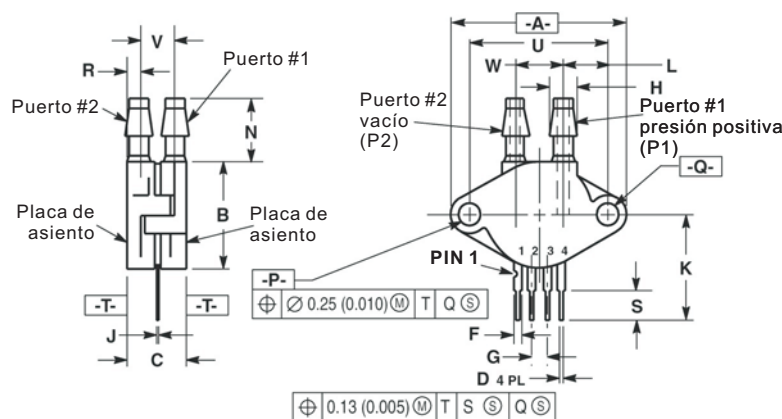 V
R
Puerto #1
Puerto #2
N
Placa de
asiento
B
Placa de
asiento
-T-
-T-
J
C
-A-
U
W
L
H
Puerto #2
vacío
(P2)
Puerto #1
presión positiva
(P1)
-Q-
PIN 1
1 2 3 4
-P-
⌖ Ø 0.25 (0.010) Ⓜ T Q Ⓢ
K
S
F
G
D 4 PL
⌖ 0.13 (0.005) Ⓜ T S Ⓢ Q Ⓢ